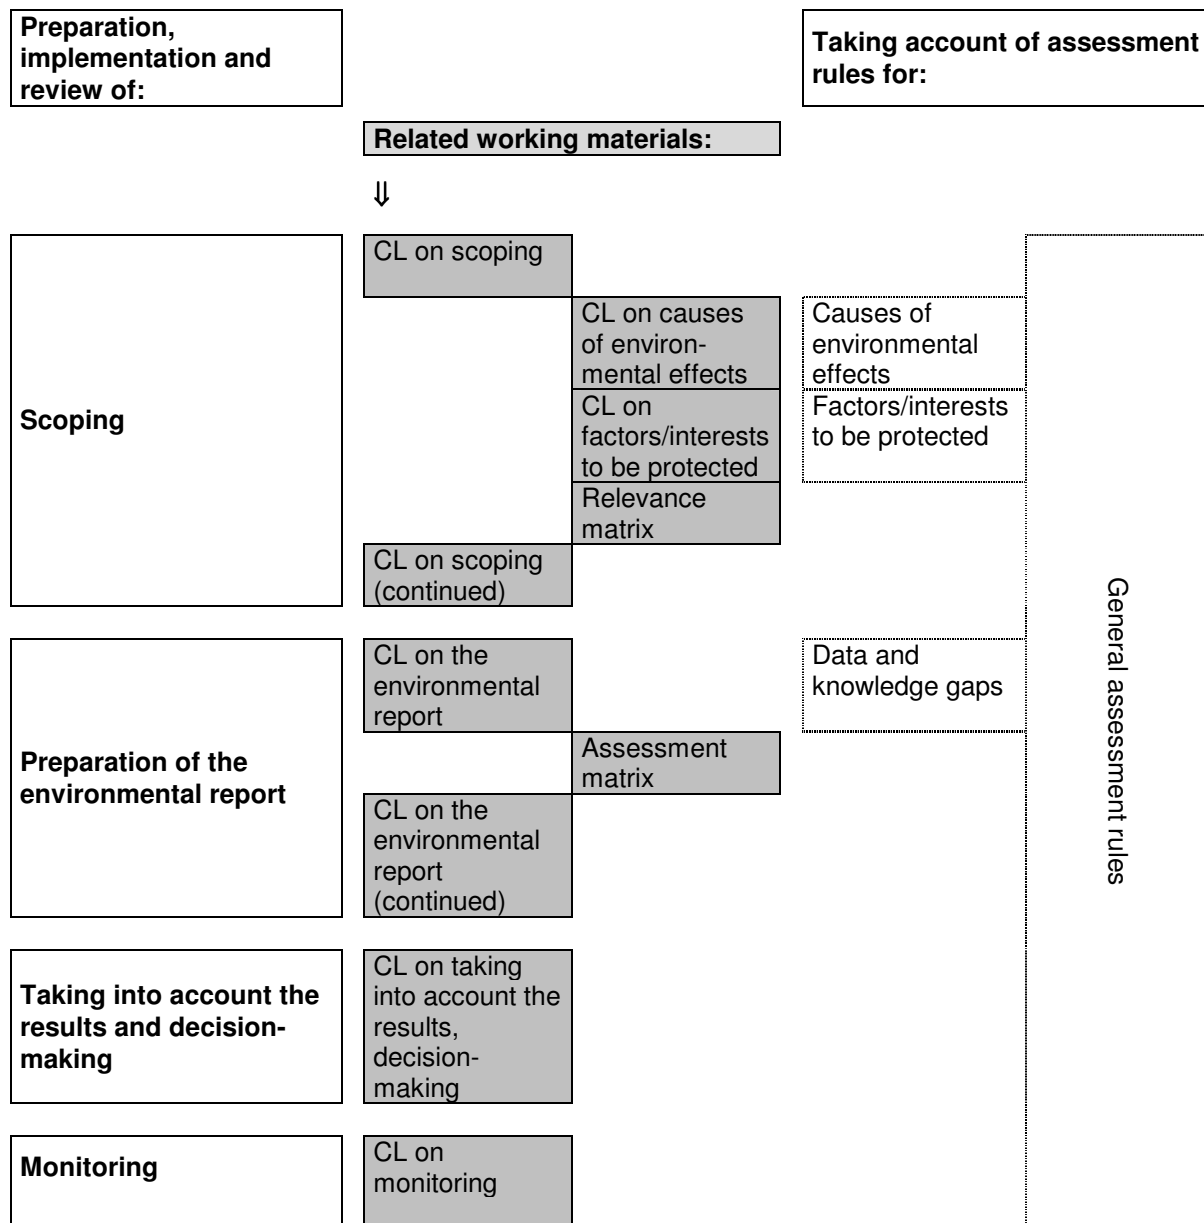 Preparation,
implementation and
review of:
Taking account of assessment
rules for:
Related working materials:
⇓
CL on scoping
Scoping
CL on causes
of environ-
mental effects
Causes of
environmental
effects
CL on
factors/interests
to be protected
Factors/interests
to be protected
Relevance
matrix
CL on scoping
(continued)
General assessment rules
Preparation of the
environmental report
CL on the
environmental
report
Data and
knowledge gaps
Assessment
matrix
CL on the
environmental
report
(continued)
Taking into account the
results and decision-
making
CL on taking
into account the
results,
decision-
making
Monitoring
CL on
monitoring